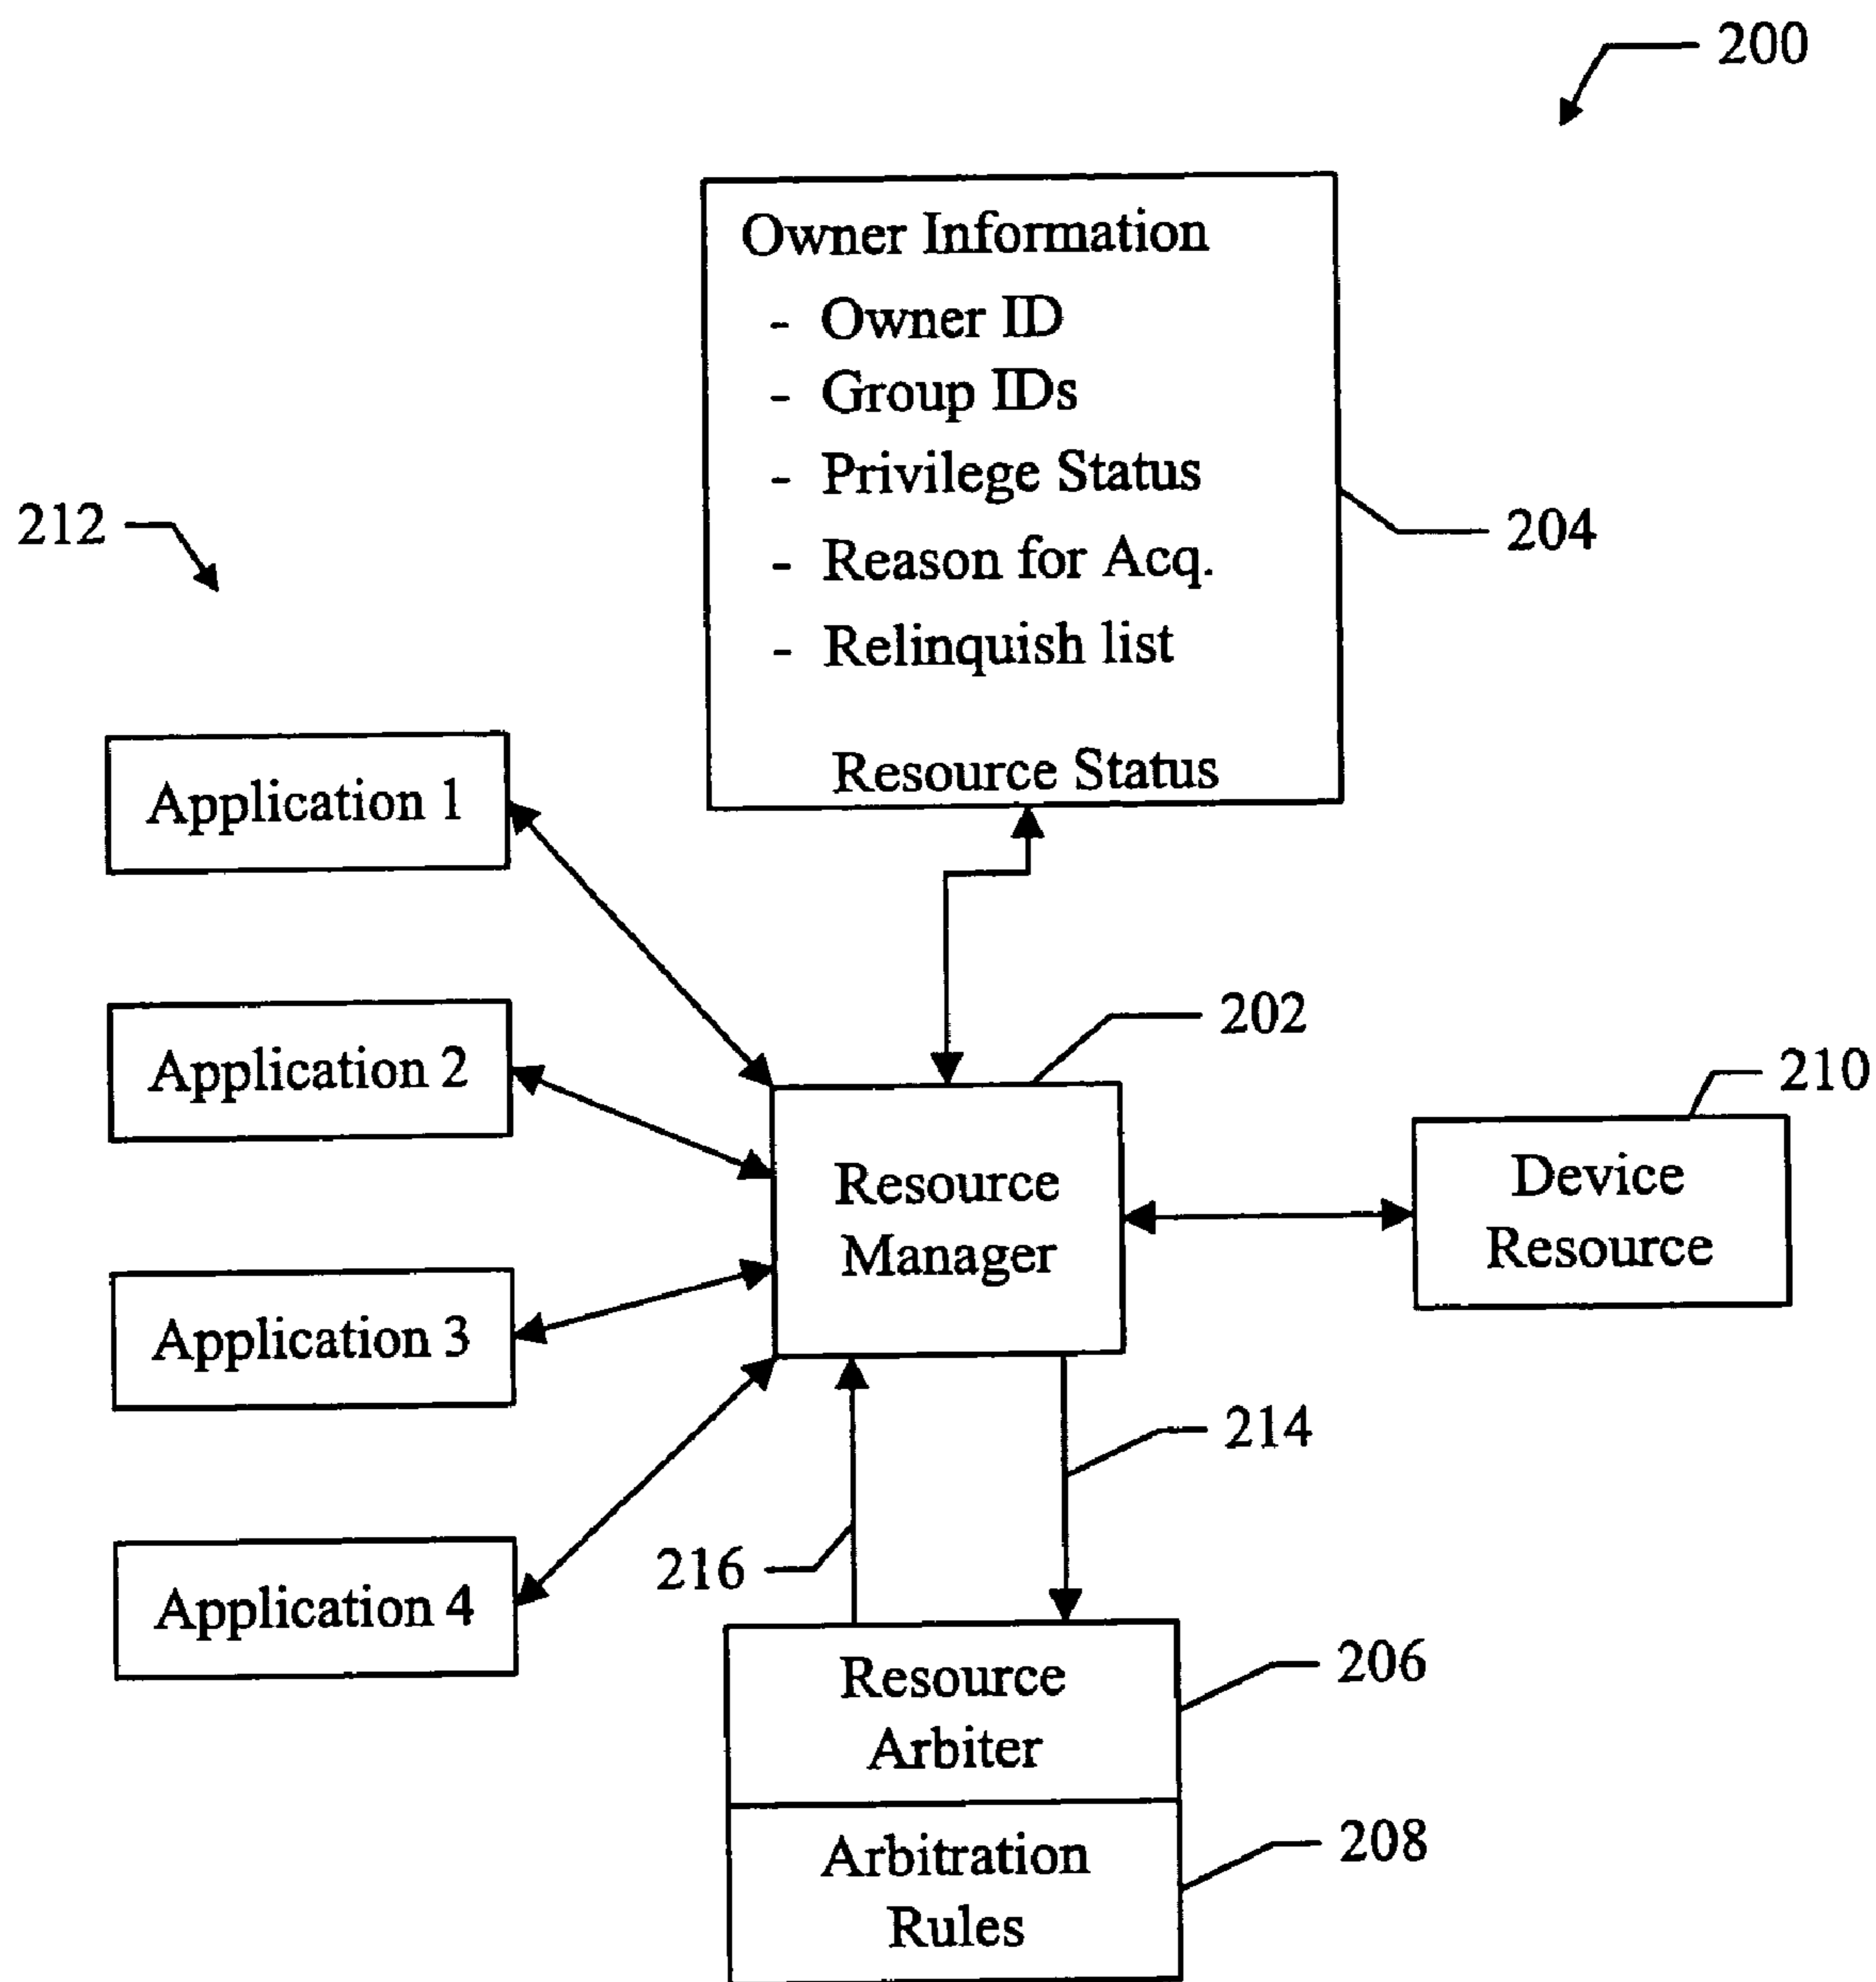 200
Owner Information
- Owner ID
- Group IDs
- Privilege Status
- Reason for Acq.
- Relinquish list
Resource Status
204
212
Application 1
Application 2
Application 3
Application 4
202
Resource
Manager
210
Device
Resource
214
216
Resource
Arbiter
206
Arbitration
Rules
208